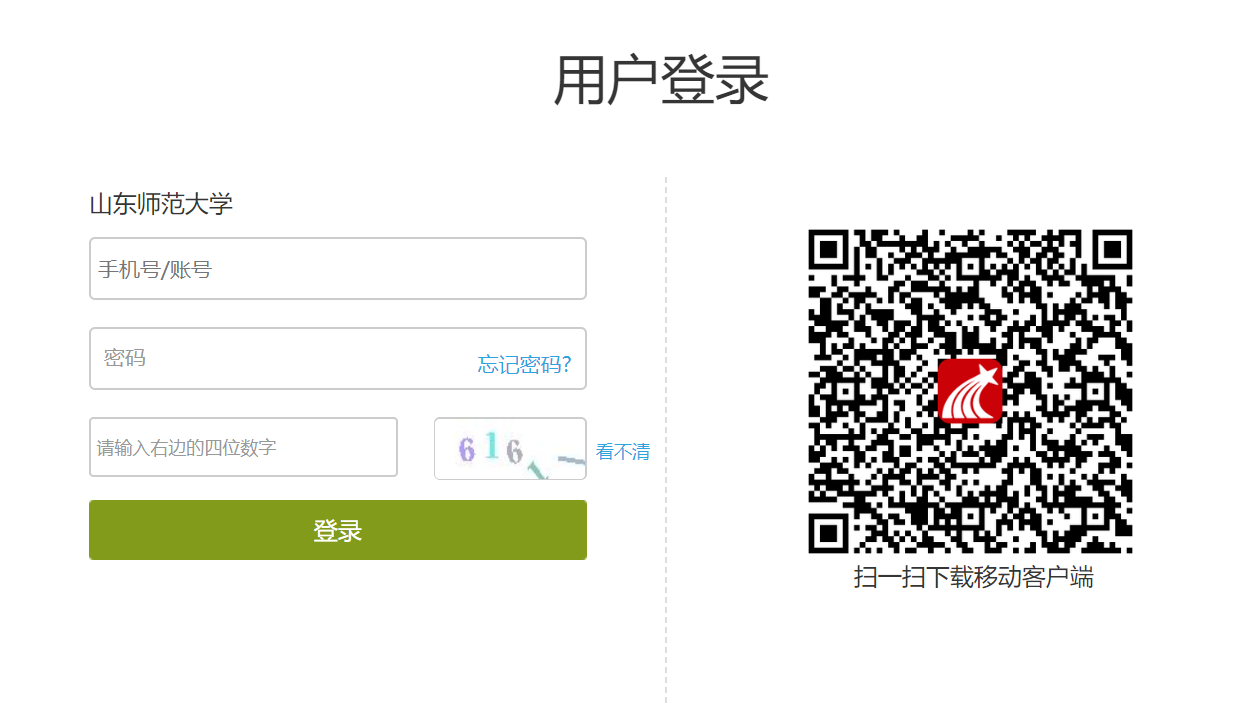 用户登录
山东师范大学
手机号/账号
密码
忘记密码?
请输入右边的四位数字
616
看不清
登录
扫一扫下载移动客户端